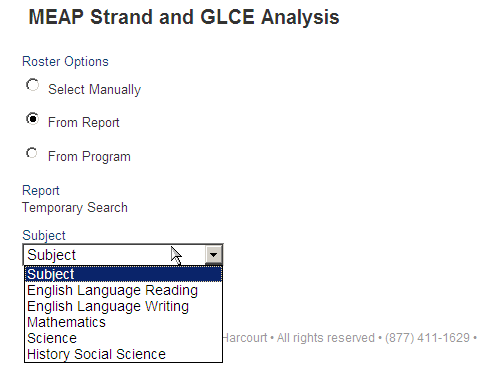 MEAP Strand and GLCE Analysis
Roster Options
Select Manually
From Report
From Program
Report
Temporary Search
Subject
Subject
Subject
English Language Reading
English Language Writing
Mathematics
Science
History Social Science
Harcourt • All rights reserved • (877) 411-1629 •